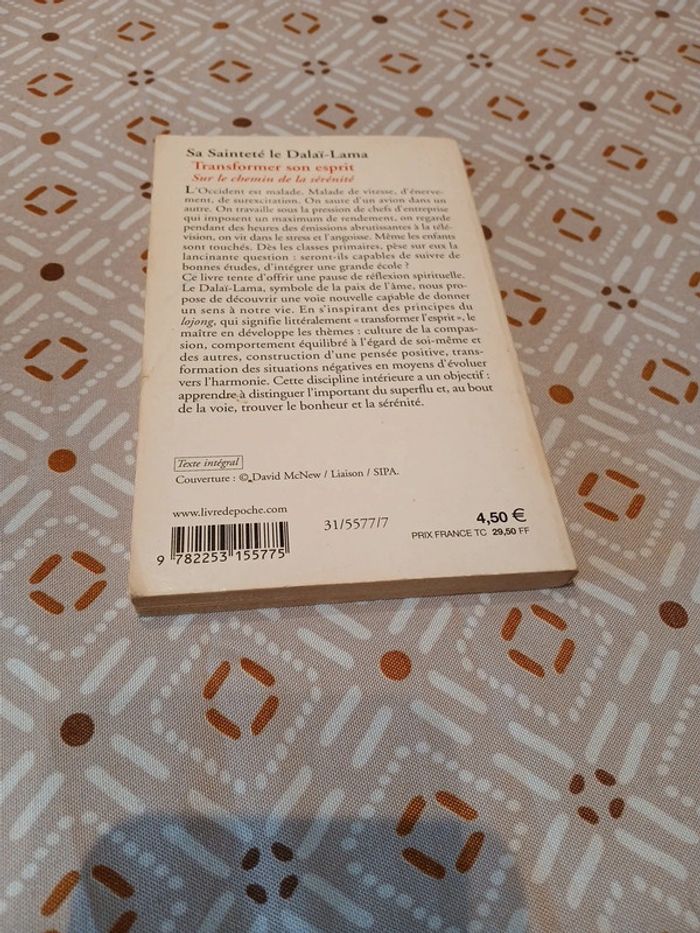 Sa Sainteté le Dalaï-Lama
Transformer son esprit
Sur le chemin de la sérénité
L'Occident est malade. Malade de vitesse, d'énerve-
ment, de surexcitation. On saute d'un avion dans un
autre. On travaille sous la pression de chefs d'entreprise
qui imposent un maximum de rendement, on regarde
pendant des heures des émissions abrutissantes à la télé-
vision, on vit dans le stress et l'angoisse. Même les enfants
sont touchés. Dès les classes primaires, pèse sur eux la
lancinante question : seront-ils capables de suivre de
bonnes études, d'intégrer une grande école ?
Ce livre tente d'offrir une pause de réflexion spirituelle.
Le Dalaï-Lama, symbole de la paix de l'âme, nous pro-
pose de découvrir une voie nouvelle capable de donner
un sens à notre vie. En s'inspirant des principes du
lojong, qui signifie littéralement « transformer l'esprit », le
maître en développe les thèmes : culture de la compas-
sion, comportement équilibré à l'égard de soi-même et
des autres, construction d'une pensée positive, trans-
formation des situations négatives en moyens d'évoluer
vers l'harmonie. Cette discipline intérieure a un objectif :
apprendre à distinguer l'important du superflu et, au bout
de la voie, trouver le bonheur et la sérénité.
Texte intégral
Couverture : © David McNew / Liaison / SIPA.
www.livredepoche.com
31/5577/7
4,50 €
PRIX FRANCE TC 29,50 FF
9 782253 155775